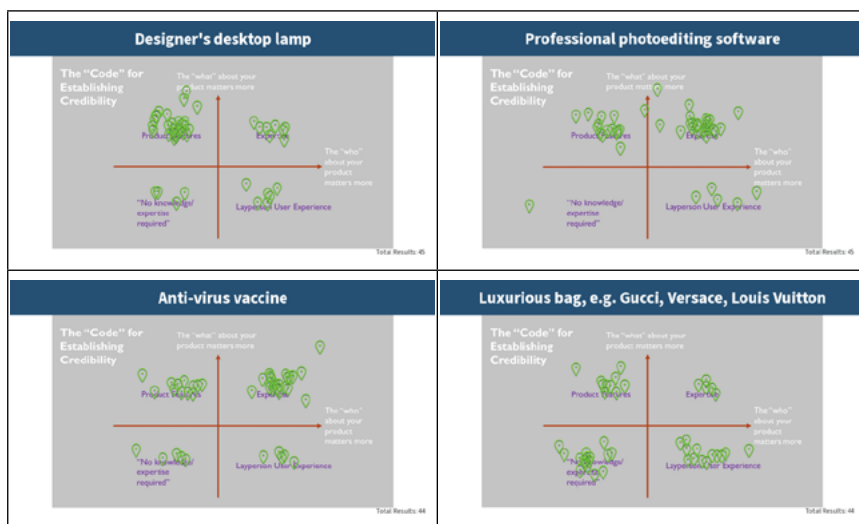 Designer's desktop lamp
The "Code" for
Establishing
Credibility
The "what" about your
product matters more
Product Features
Expertise
The "who"
about your
product
matters more
"No knowledge/
expertise
required"
Layperson User Experience
Total Results: 45
Professional photoediting software
The "Code" for
Establishing
Credibility
The "what" about your
product matters more
Product Features
Expertise
The "who"
about your
product
matters more
"No knowledge/
expertise
required"
Layperson User Experience
Total Results: 45
Anti-virus vaccine
The "Code" for
Establishing
Credibility
The "what" about your
product matters more
Product Features
Expertise
The "who"
about your
product
matters more
"No knowledge/
expertise
required"
Layperson User Experience
Total Results: 44
Luxurious bag, e.g. Gucci, Versace, Louis Vuitton
The "Code" for
Establishing
Credibility
The "what" about your
product matters more
Product Features
Expertise
The "who"
about your
product
matters more
"No knowledge/
expertise
required"
Layperson User Experience
Total Results: 44